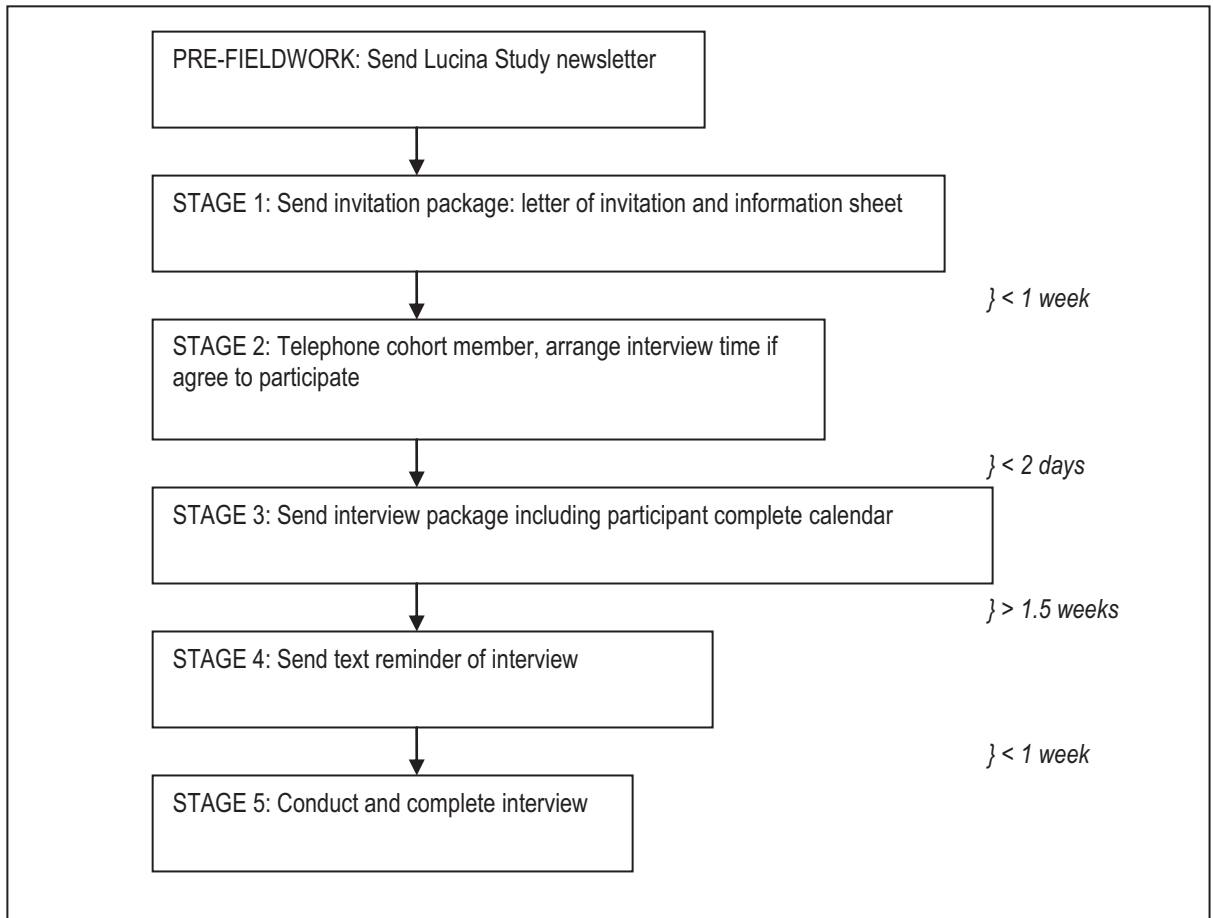 PRE-FIELDWORK: Send Lucina Study newsletter
STAGE 1: Send invitation package: letter of invitation and information sheet
} < 1 week
STAGE 2: Telephone cohort member, arrange interview time if
agree to participate
} < 2 days
STAGE 3: Send interview package including participant complete calendar
} > 1.5 weeks
STAGE 4: Send text reminder of interview
} < 1 week
STAGE 5: Conduct and complete interview